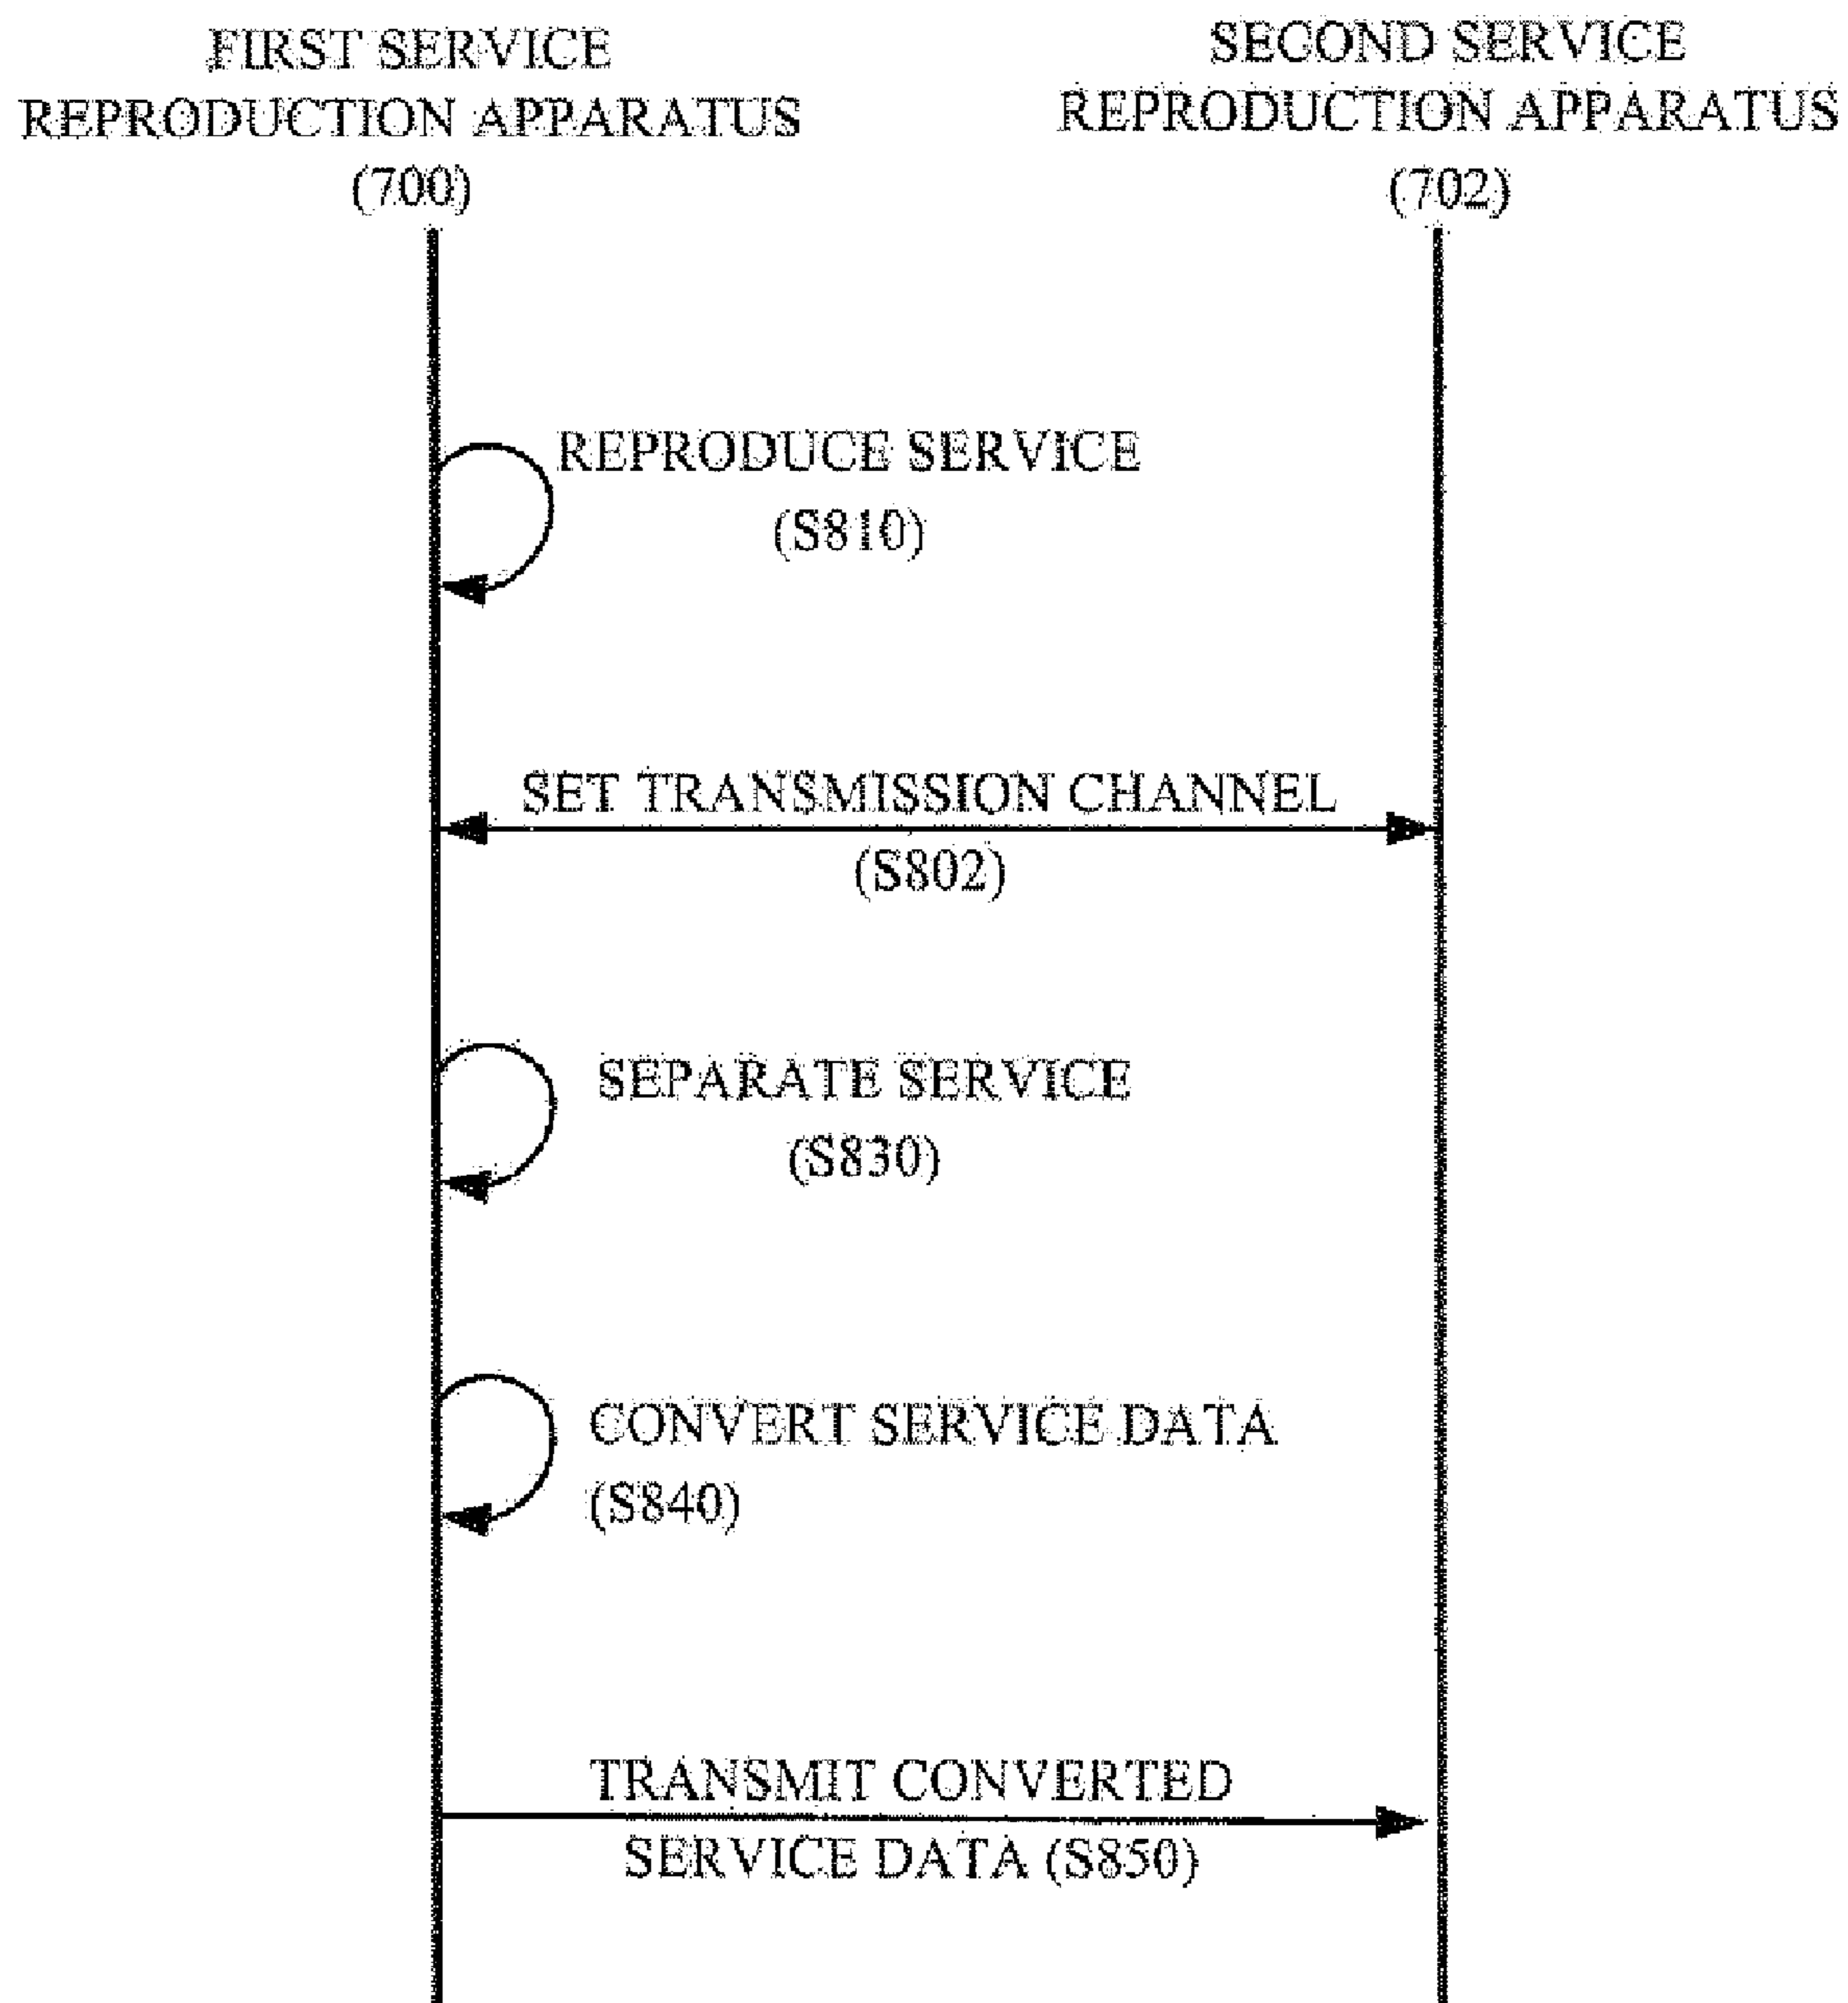 FIRST SERVICE
REPRODUCTION APPARATUS
(700)
SECOND SERVICE
REPRODUCTION APPARATUS
(702)
REPRODUCE SERVICE
(S810)
SET TRANSMISSION CHANNEL
(S802)
SEPARATE SERVICE
(S830)
CONVERT SERVICE DATA
(S840)
TRANSMIT CONVERTED
SERVICE DATA (S850)